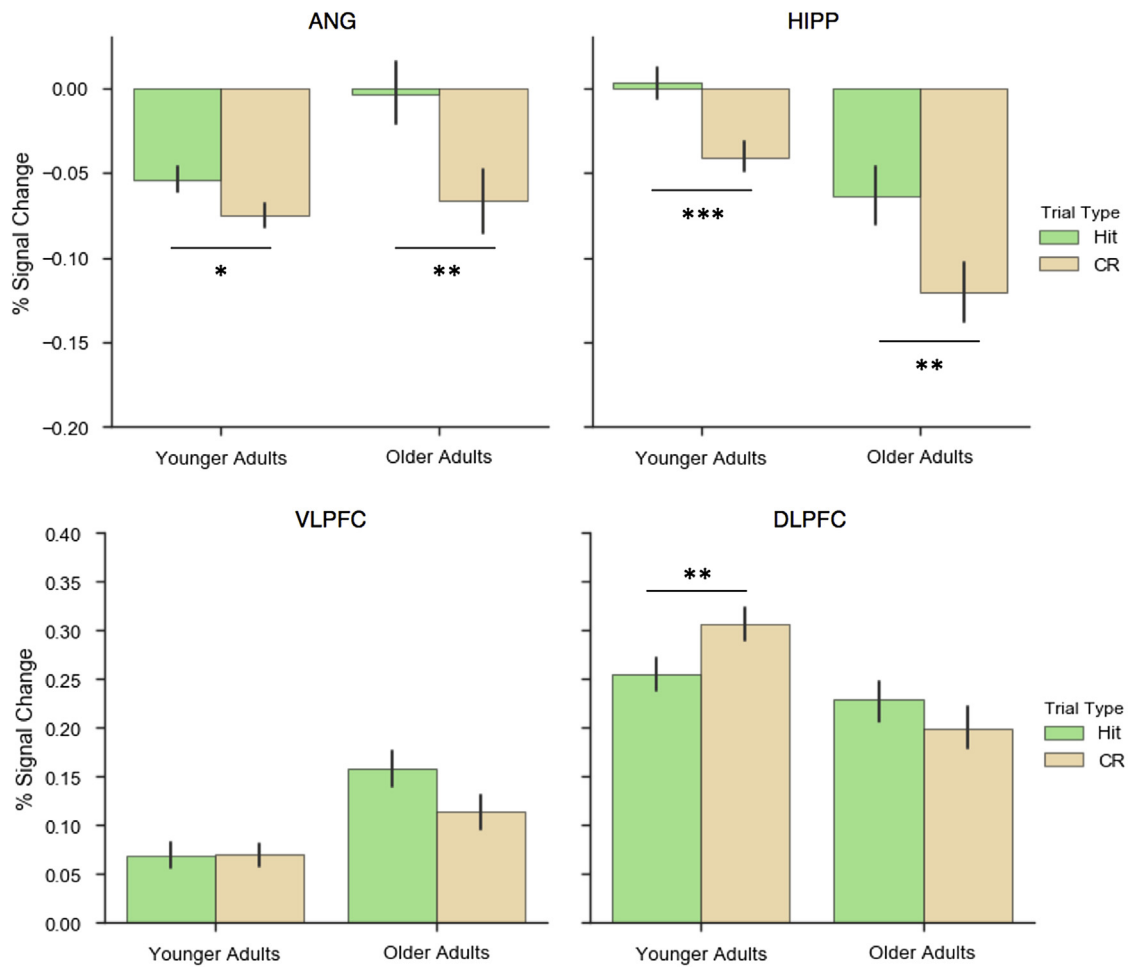 ANG
HIPP
% Signal Change
0.00
−0.05
−0.10
−0.15
−0.20
*
**
***
**
Younger Adults
Older Adults
Younger Adults
Older Adults
Trial Type
Hit
CR
VLPFC
DLPFC
% Signal Change
0.40
0.35
0.30
0.25
0.20
0.15
0.10
0.05
0.00
**
Younger Adults
Older Adults
Younger Adults
Older Adults
Trial Type
Hit
CR